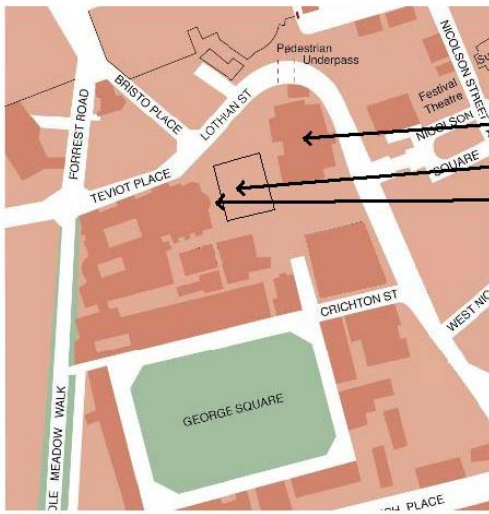 Pedestrian
Underpass
NICOLSON STREET
Festival
Theatre
NICOLSON
SQUARE
BRISTO PLACE
LOTHIAN ST
FORREST ROAD
TEVIOT PLACE
CRICHTON ST
WEST NIC
GEORGE SQUARE
DLE MEADOW WALK
PLACE